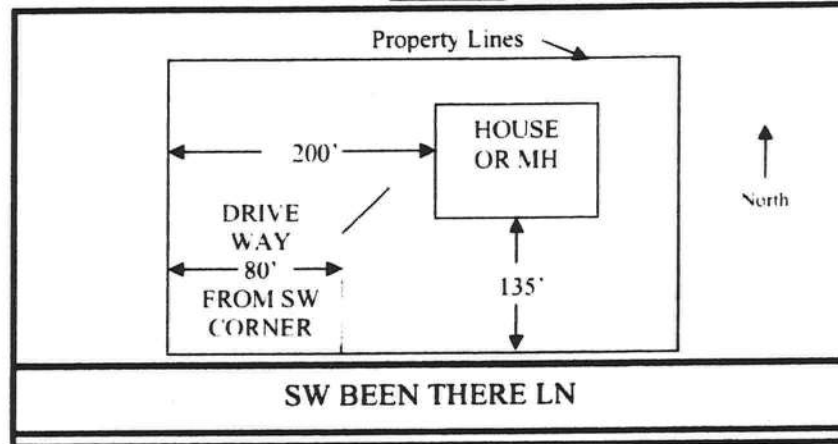 Property Lines
HOUSE
OR MH
200'
North
DRIVE
WAY
80'
135'
FROM SW
CORNER
SW BEEN THERE LN